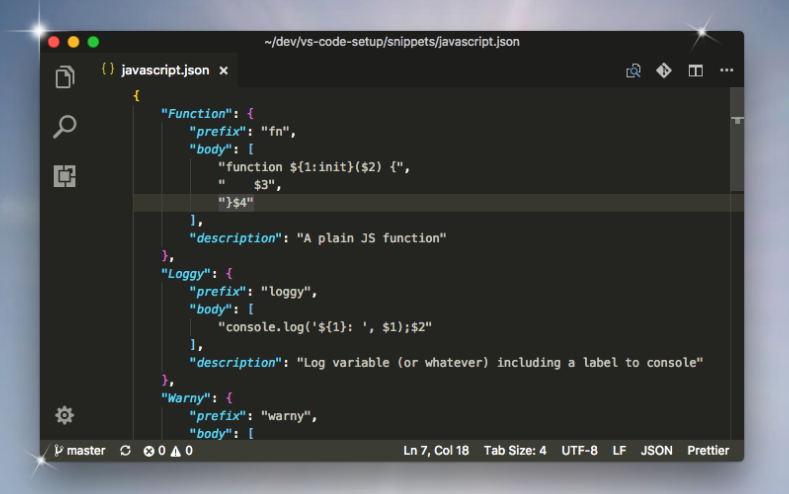 ~/dev/vs-code-setup/snippets/javascript.json
{ } javascript.json ×
{
"Function": {
"prefix": "fn",
"body": [
"function ${1:init}($2) {",
"    $3",
"}$4"
],
"description": "A plain JS function"
},
"Loggy": {
"prefix": "loggy",
"body": [
"console.log('${1}: ', $1);$2"
],
"description": "Log variable (or whatever) including a label to console"
},
"Warny": {
"prefix": "warny",
"body": [
master 0 0 Ln 7, Col 18 Tab Size: 4 UTF-8 LF JSON Prettier